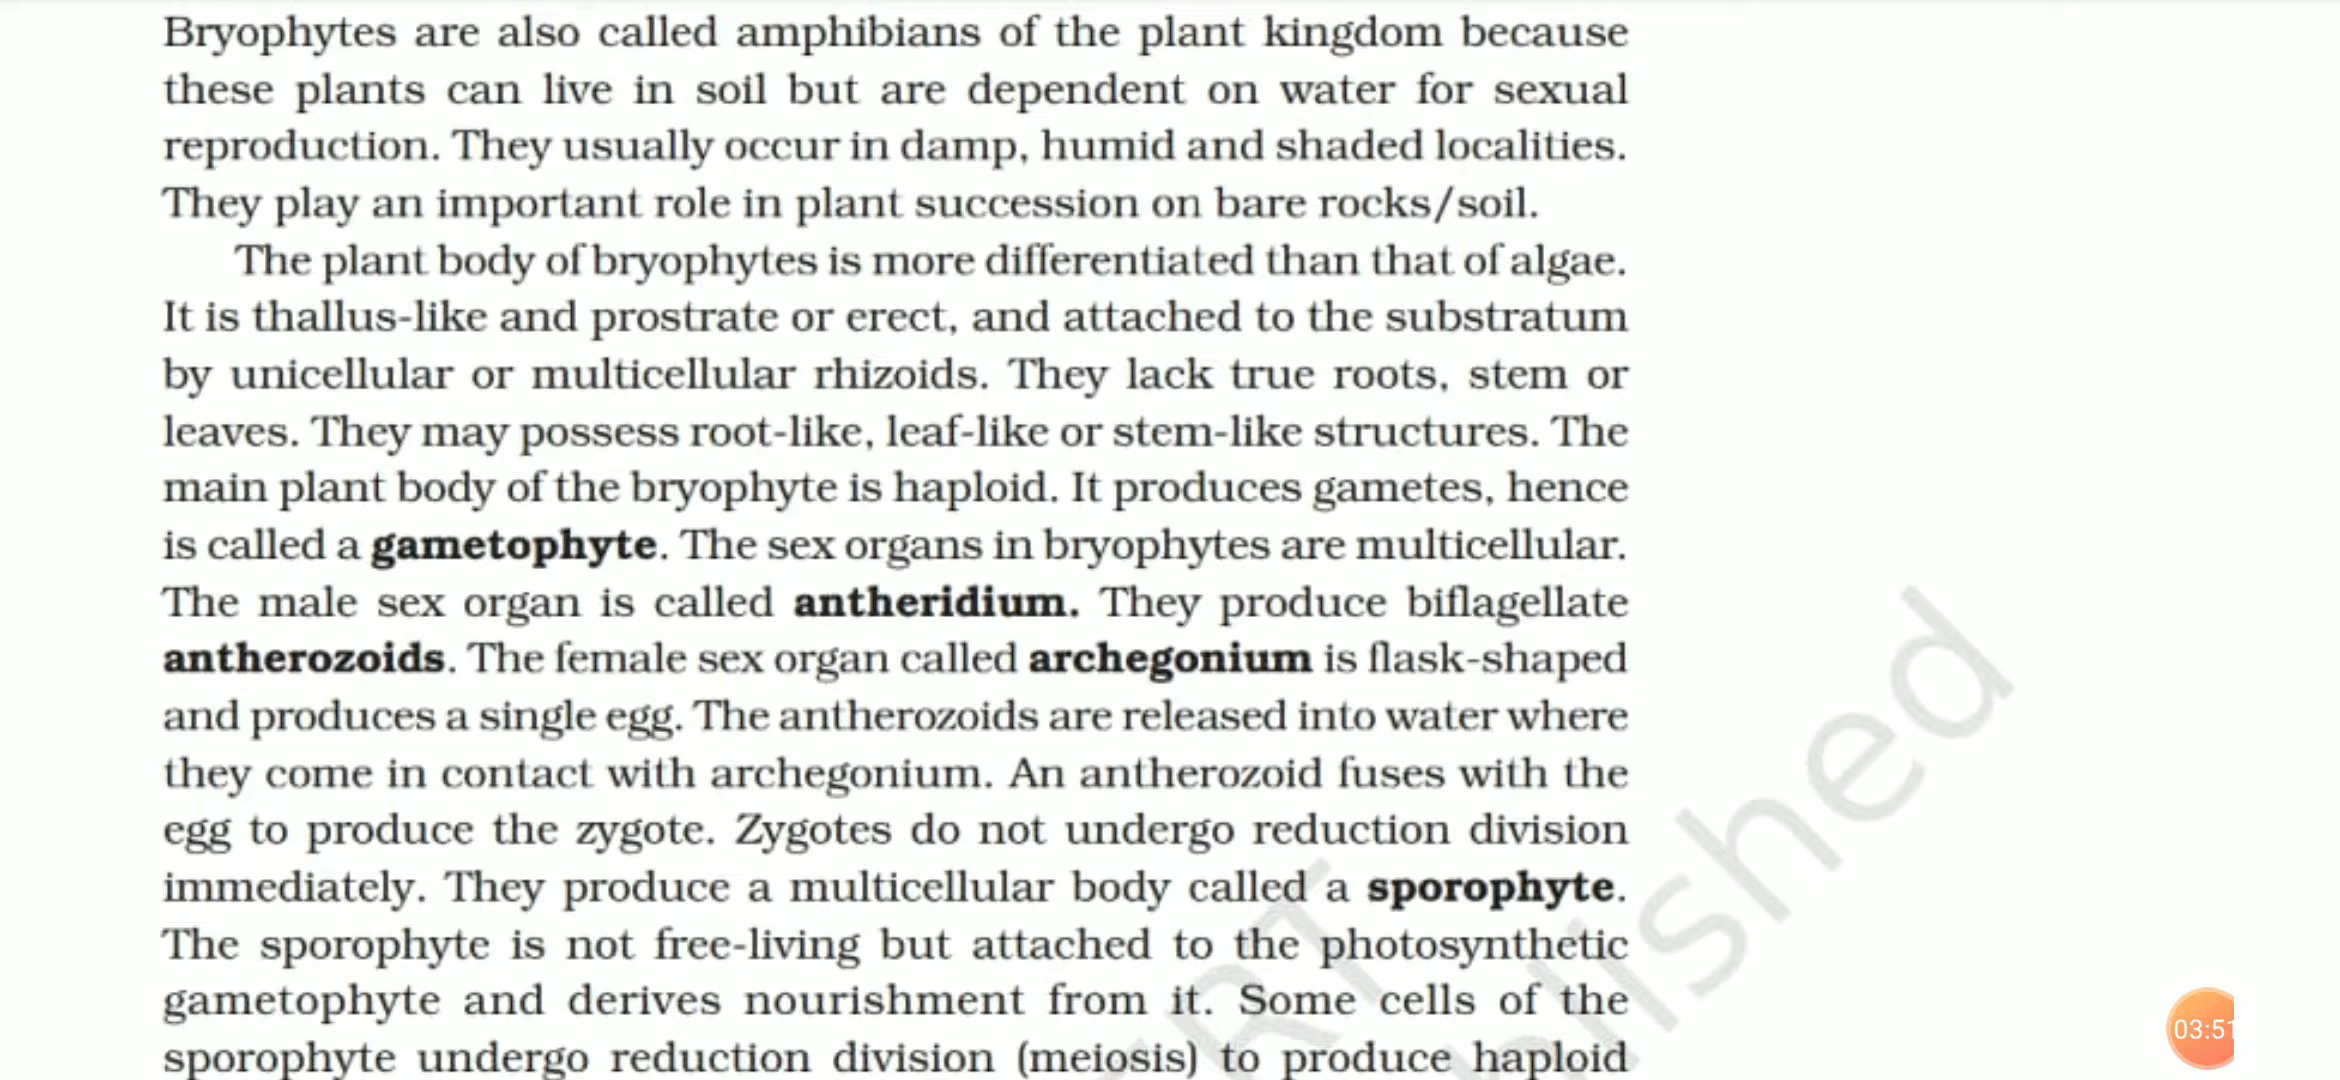 Bryophytes are also called amphibians of the plant kingdom because
these plants can live in soil but are dependent on water for sexual
reproduction. They usually occur in damp, humid and shaded localities.
They play an important role in plant succession on bare rocks/soil.
The plant body of bryophytes is more differentiated than that of algae.
It is thallus-like and prostrate or erect, and attached to the substratum
by unicellular or multicellular rhizoids. They lack true roots, stem or
leaves. They may possess root-like, leaf-like or stem-like structures. The
main plant body of the bryophyte is haploid. It produces gametes, hence
is called a gametophyte. The sex organs in bryophytes are multicellular.
The male sex organ is called antheridium. They produce biflagellate
antherozoids. The female sex organ called archegonium is flask-shaped
and produces a single egg. The antherozoids are released into water where
they come in contact with archegonium. An antherozoid fuses with the
egg to produce the zygote. Zygotes do not undergo reduction division
immediately. They produce a multicellular body called a sporophyte.
The sporophyte is not free-living but attached to the photosynthetic
gametophyte and derives nourishment from it. Some cells of the
sporophyte undergo reduction division (meiosis) to produce haploid
03:51